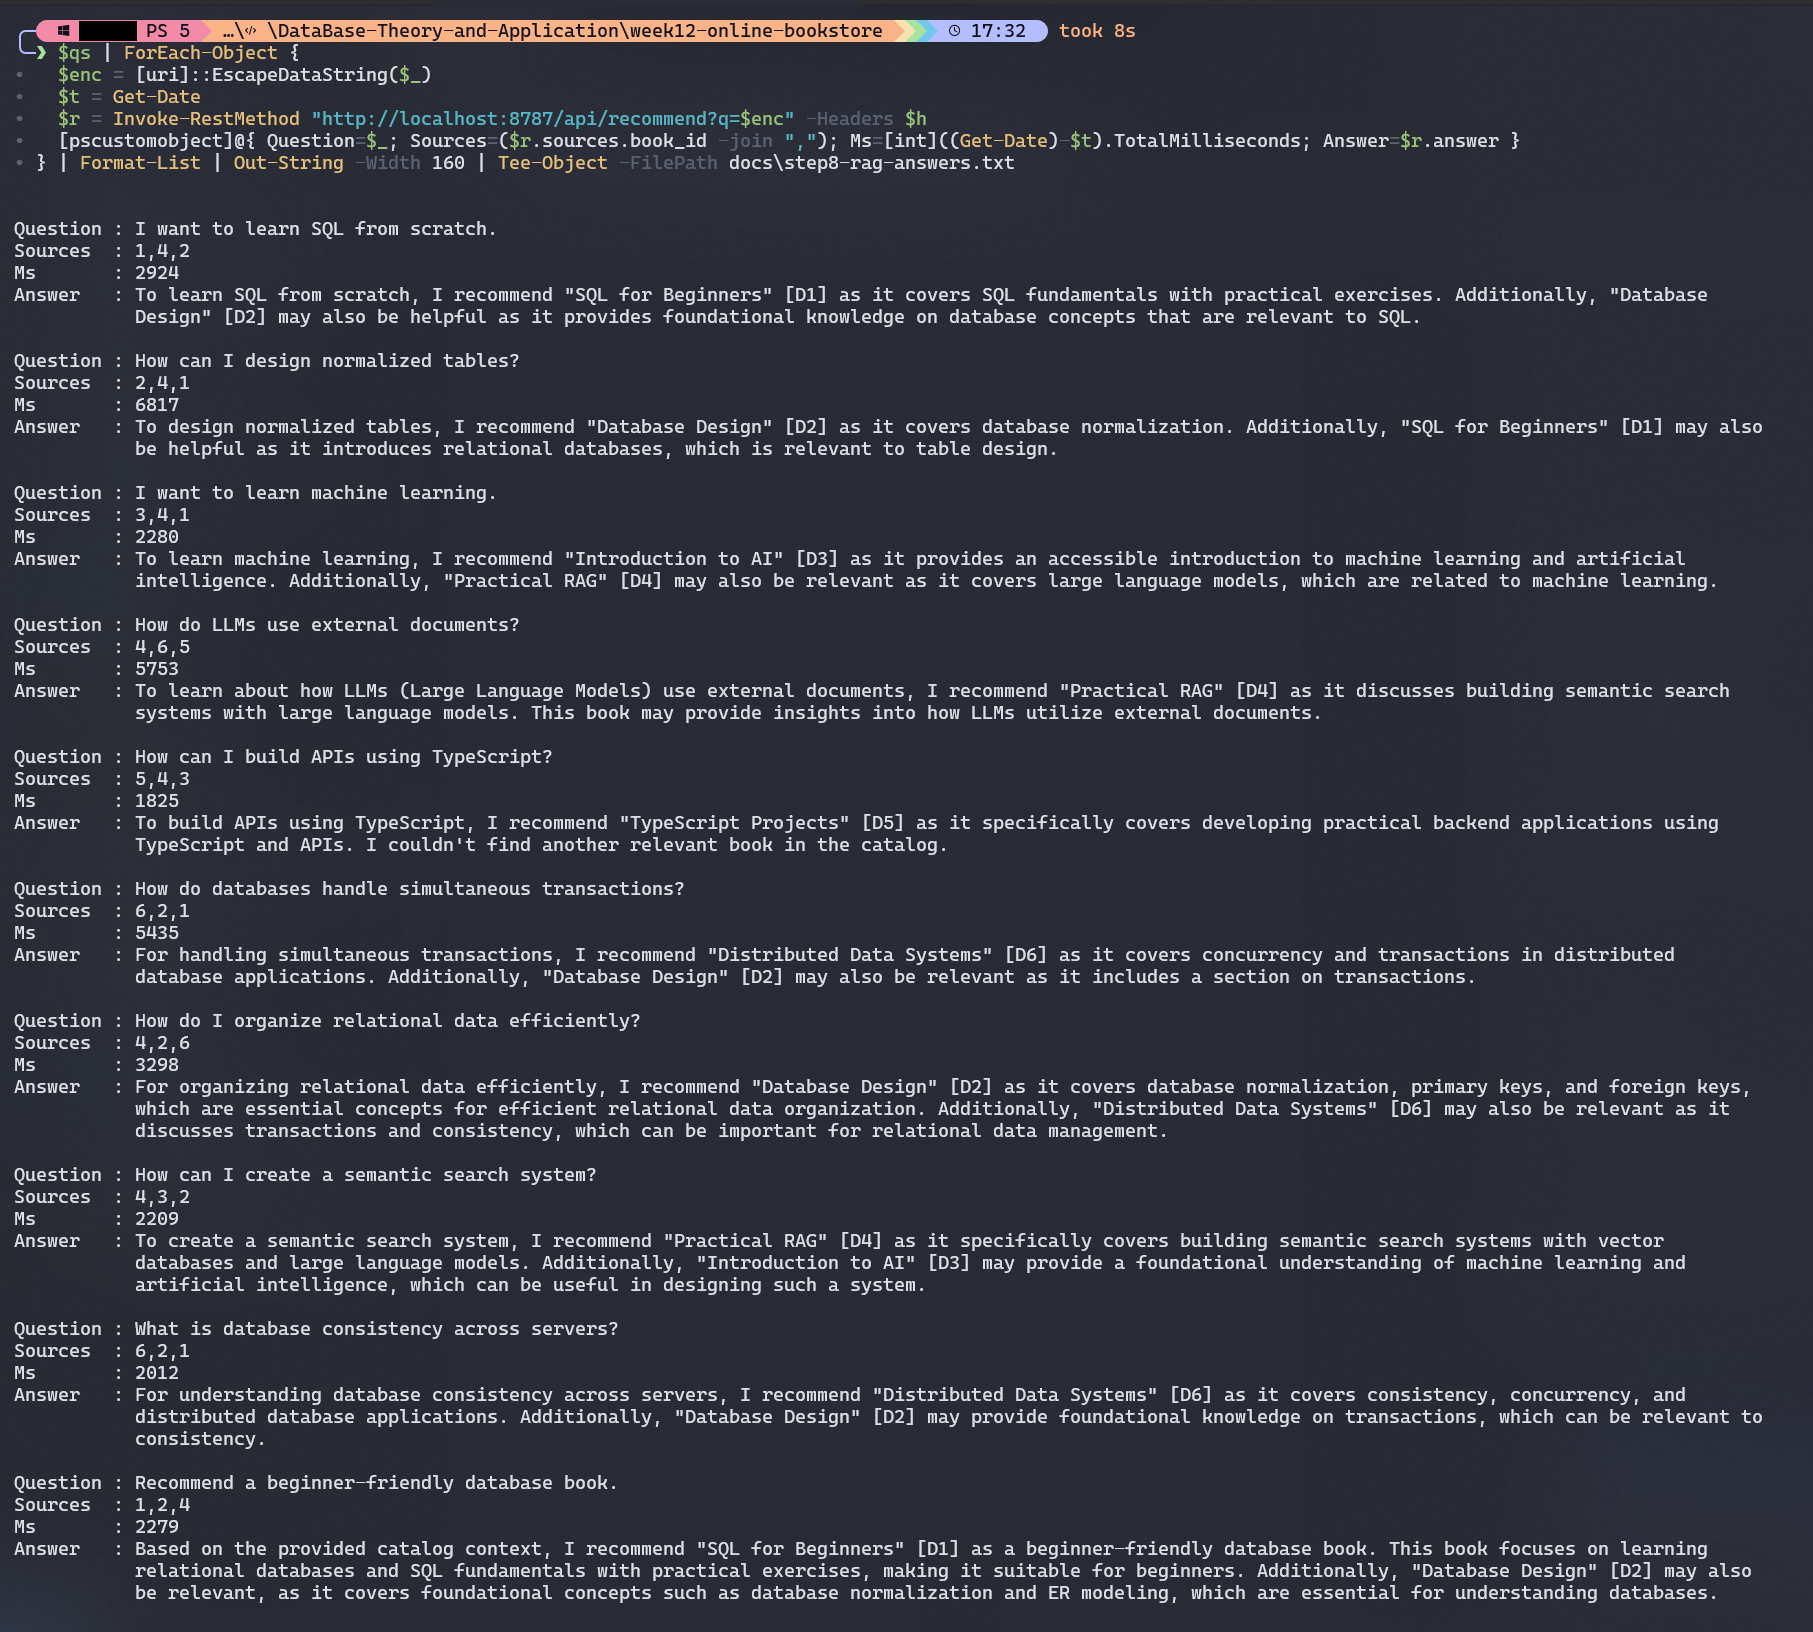 PS 5 …\ \DataBase-Theory-and-Application\week12-online-bookstore 17:32 took 8s
❯ $qs | ForEach-Object {
• $enc = [uri]::EscapeDataString($_)
• $t = Get-Date
• $r = Invoke-RestMethod "http://localhost:8787/api/recommend?q=$enc" -Headers $h
• [pscustomobject]@{ Question=$_; Sources=($r.sources.book_id -join ","); Ms=[int]((Get-Date)-$t).TotalMilliseconds; Answer=$r.answer }
• } | Format-List | Out-String -Width 160 | Tee-Object -FilePath docs\step8-rag-answers.txt
Question : I want to learn SQL from scratch.
Sources : 1,4,2
Ms : 2924
Answer : To learn SQL from scratch, I recommend "SQL for Beginners" [D1] as it covers SQL fundamentals with practical exercises. Additionally, "Database
Design" [D2] may also be helpful as it provides foundational knowledge on database concepts that are relevant to SQL.
Question : How can I design normalized tables?
Sources : 2,4,1
Ms : 6817
Answer : To design normalized tables, I recommend "Database Design" [D2] as it covers database normalization. Additionally, "SQL for Beginners" [D1] may also
be helpful as it introduces relational databases, which is relevant to table design.
Question : I want to learn machine learning.
Sources : 3,4,1
Ms : 2280
Answer : To learn machine learning, I recommend "Introduction to AI" [D3] as it provides an accessible introduction to machine learning and artificial
intelligence. Additionally, "Practical RAG" [D4] may also be relevant as it covers large language models, which are related to machine learning.
Question : How do LLMs use external documents?
Sources : 4,6,5
Ms : 5753
Answer : To learn about how LLMs (Large Language Models) use external documents, I recommend "Practical RAG" [D4] as it discusses building semantic search
systems with large language models. This book may provide insights into how LLMs utilize external documents.
Question : How can I build APIs using TypeScript?
Sources : 5,4,3
Ms : 1825
Answer : To build APIs using TypeScript, I recommend "TypeScript Projects" [D5] as it specifically covers developing practical backend applications using
TypeScript and APIs. I couldn't find another relevant book in the catalog.
Question : How do databases handle simultaneous transactions?
Sources : 6,2,1
Ms : 5435
Answer : For handling simultaneous transactions, I recommend "Distributed Data Systems" [D6] as it covers concurrency and transactions in distributed
database applications. Additionally, "Database Design" [D2] may also be relevant as it includes a section on transactions.
Question : How do I organize relational data efficiently?
Sources : 4,2,6
Ms : 3298
Answer : For organizing relational data efficiently, I recommend "Database Design" [D2] as it covers database normalization, primary keys, and foreign keys,
which are essential concepts for efficient relational data organization. Additionally, "Distributed Data Systems" [D6] may also be relevant as it
discusses transactions and consistency, which can be important for relational data management.
Question : How can I create a semantic search system?
Sources : 4,3,2
Ms : 2209
Answer : To create a semantic search system, I recommend "Practical RAG" [D4] as it specifically covers building semantic search systems with vector
databases and large language models. Additionally, "Introduction to AI" [D3] may provide a foundational understanding of machine learning and
artificial intelligence, which can be useful in designing such a system.
Question : What is database consistency across servers?
Sources : 6,2,1
Ms : 2012
Answer : For understanding database consistency across servers, I recommend "Distributed Data Systems" [D6] as it covers consistency, concurrency, and
distributed database applications. Additionally, "Database Design" [D2] may provide foundational knowledge on transactions, which can be relevant to
consistency.
Question : Recommend a beginner-friendly database book.
Sources : 1,2,4
Ms : 2279
Answer : Based on the provided catalog context, I recommend "SQL for Beginners" [D1] as a beginner-friendly database book. This book focuses on learning
relational databases and SQL fundamentals with practical exercises, making it suitable for beginners. Additionally, "Database Design" [D2] may also
be relevant, as it covers foundational concepts such as database normalization and ER modeling, which are essential for understanding databases.